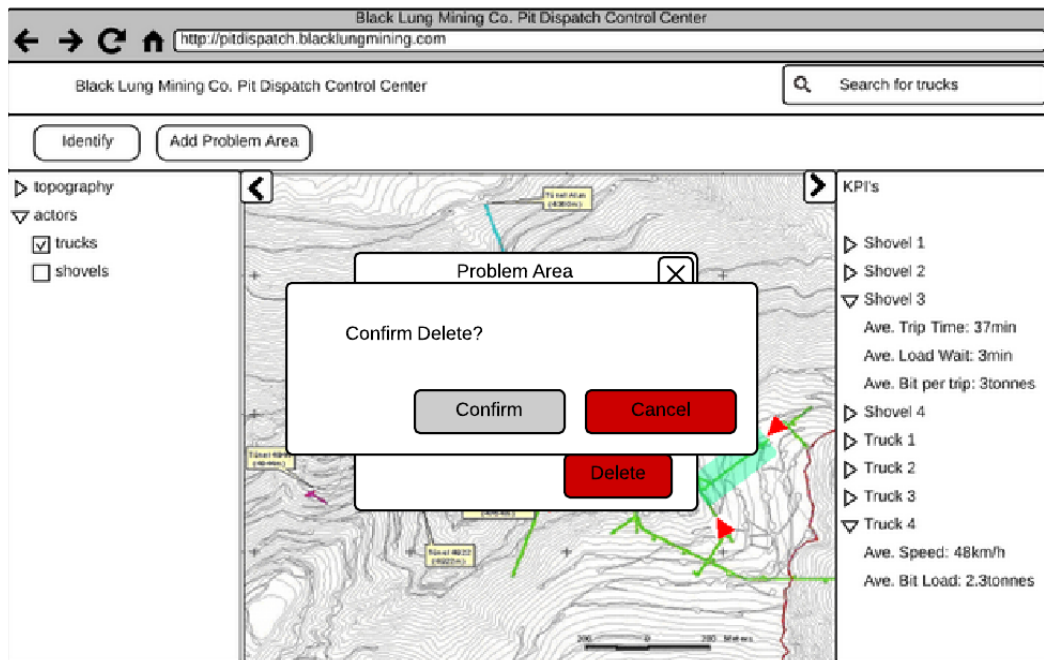 Black Lung Mining Co. Pit Dispatch Control Center
http://pitdispatch.blacklungmining.com
Black Lung Mining Co. Pit Dispatch Control Center
Search for trucks
Identify
Add Problem Area
topography
actors
trucks
shovels
Problem Area
Confirm Delete?
Confirm
Cancel
Delete
200 0 200 Meters
KPI's
Shovel 1
Shovel 2
Shovel 3
Ave. Trip Time: 37min
Ave. Load Wait: 3min
Ave. Bit per trip: 3tonnes
Shovel 4
Truck 1
Truck 2
Truck 3
Truck 4
Ave. Speed: 48km/h
Ave. Bit Load: 2.3tonnes